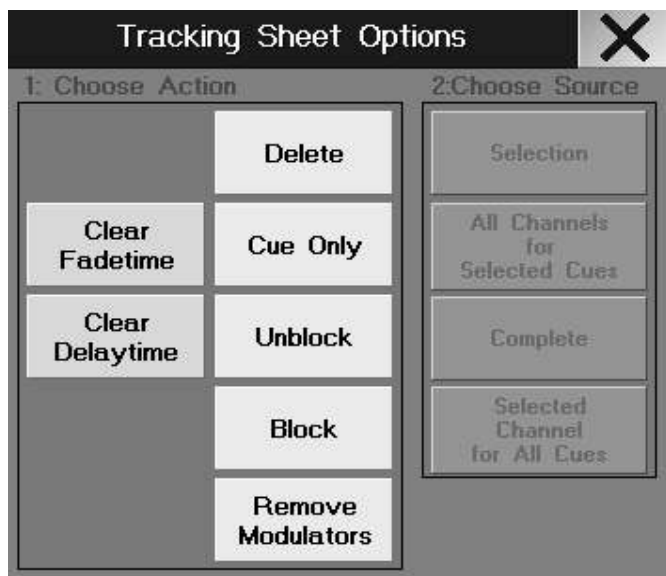 Tracking Sheet Options
1: Choose Action
2:Choose Source
Delete
Clear
Fadetime
Cue Only
Clear
Delaytime
Unblock
Block
Remove
Modulators
Selection
All Channels
for
Selected Cues
Complete
Selected
Channel
for All Cues